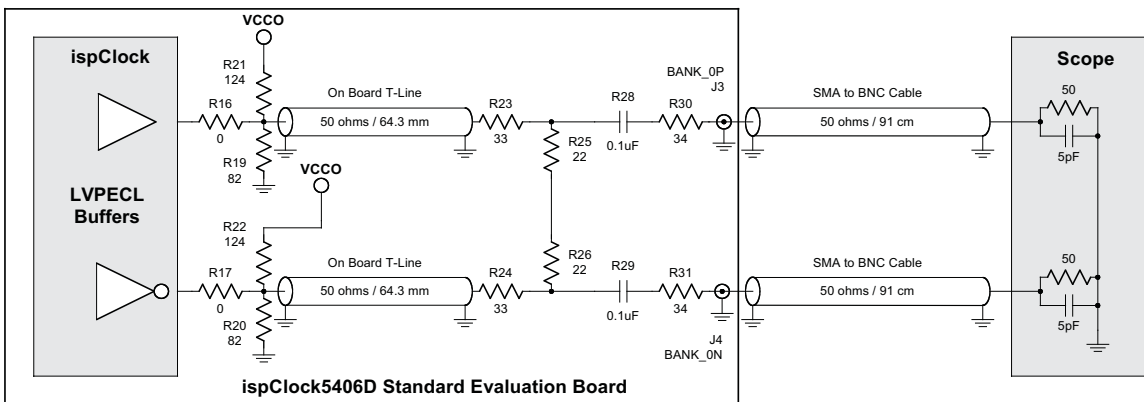 ispClock
LVPECL
Buffers
VCCO
R21
124
R16
0
R19
82
On Board T-Line
50 ohms / 64.3 mm
R23
33
R25
22
R28
0.1uF
R30
34
BANK_0P
J3
SMA to BNC Cable
50 ohms / 91 cm
Scope
50
5pF
VCCO
R22
124
R17
0
R20
82
On Board T-Line
50 ohms / 64.3 mm
R24
33
R26
22
R29
0.1uF
R31
34
J4
BANK_0N
SMA to BNC Cable
50 ohms / 91 cm
50
5pF
ispClock5406D Standard Evaluation Board